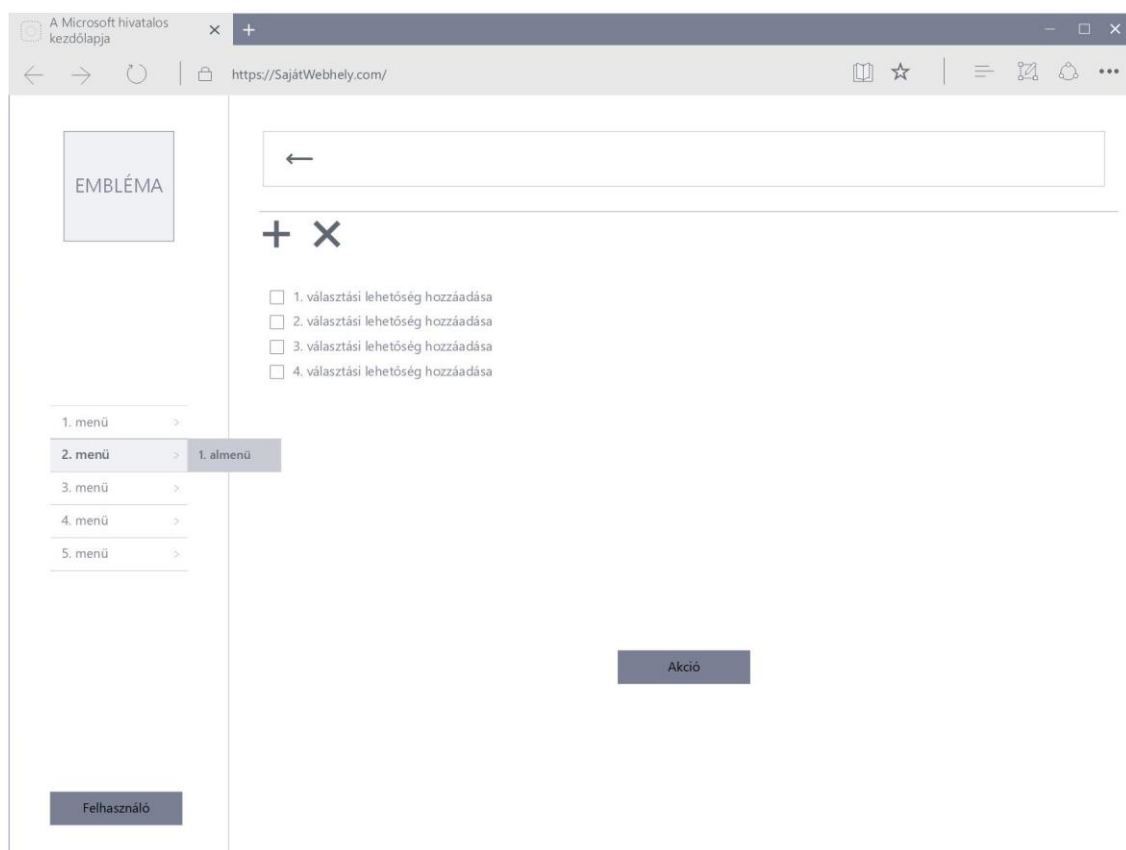 A Microsoft hivatalos
kezdőlapja
https://SajátWebhely.com/
EMBLÉMA
1. választási lehetőség hozzáadása
2. választási lehetőség hozzáadása
3. választási lehetőség hozzáadása
4. választási lehetőség hozzáadása
1. menü >
2. menü > 1. almenü
3. menü >
4. menü >
5. menü >
Akció
Felhasználó